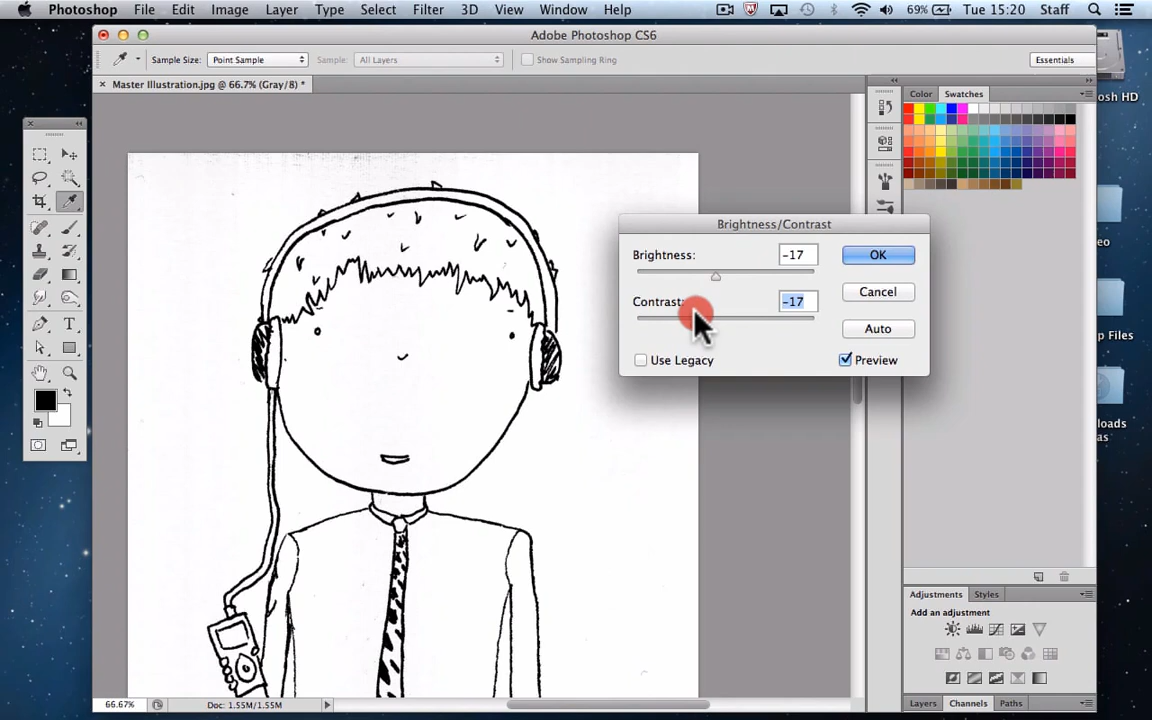 Photoshop File Edit Image Layer Type Select Filter 3D View Window Help 69% Tue 15:20 Staff
Adobe Photoshop CS6
Sample Size: Point Sample Sample: All Layers Show Sampling Ring Essentials
× Master Illustration.jpg @ 66.7% (Gray/8) *
Color Swatches
osh HD
Brightness/Contrast
Brightness: -17 OK
Cancel
Contrast: -17
Auto
Use Legacy Preview
eo
p Files
loads
as
Adjustments Styles
Add an adjustment
66.67% Doc: 1.55M/1.55M
Layers Channels Paths